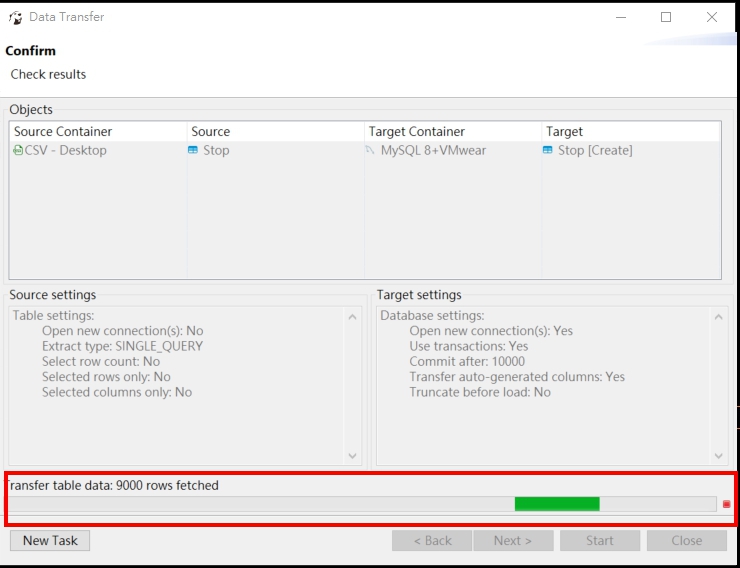 Data Transfer
Confirm
Check results
Objects
Source Container Source Target Container Target
CSV - Desktop Stop MySQL 8+VMwear Stop [Create]
Source settings
Table settings:
Open new connection(s): No
Extract type: SINGLE_QUERY
Select row count: No
Selected rows only: No
Selected columns only: No
Target settings
Database settings:
Open new connection(s): Yes
Use transactions: Yes
Commit after: 10000
Transfer auto-generated columns: Yes
Truncate before load: No
Transfer table data: 9000 rows fetched
New Task < Back Next > Start Close